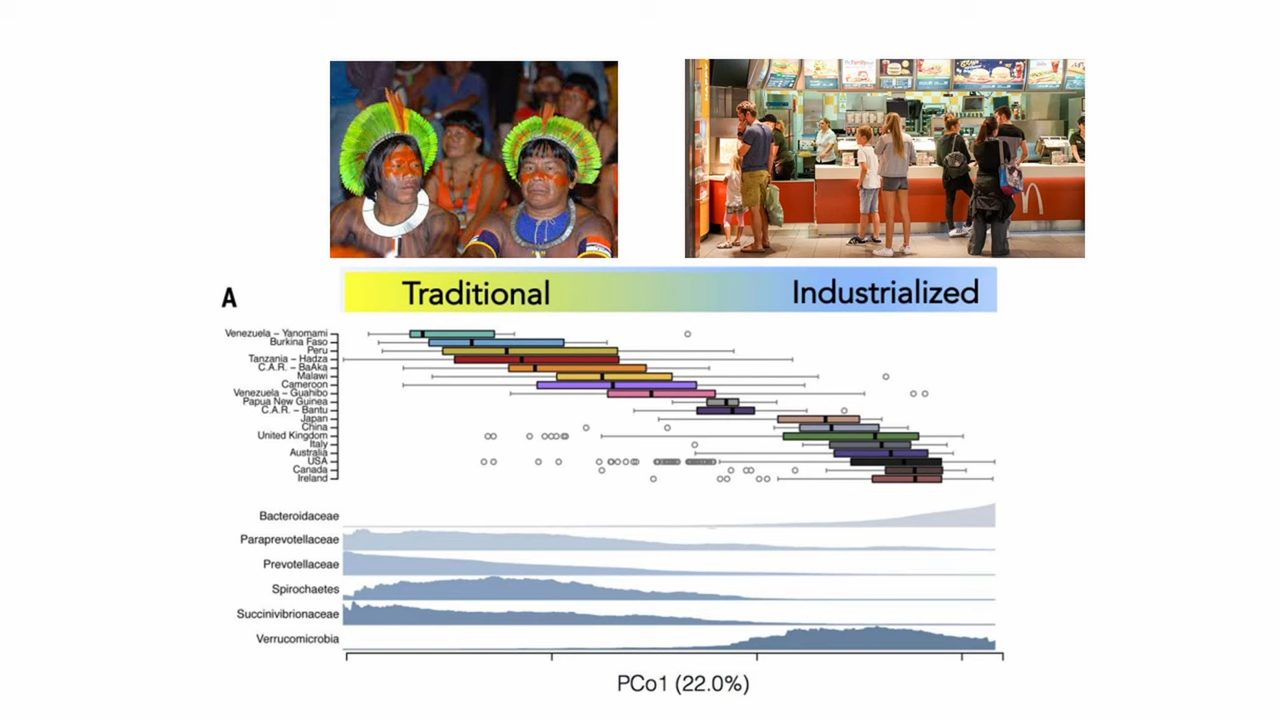 A
Traditional
Industrialized
Venezuela – Yanomami
Burkina Faso
Peru
Tanzania – Hadza
C.A.R. – BaAka
Malawi
Cameroon
Venezuela – Guahibo
Papua New Guinea
C.A.R. – Bantu
Japan
China
United Kingdom
Italy
Australia
USA
Canada
Ireland
Bacteroidaceae
Paraprevotellaceae
Prevotellaceae
Spirochaetes
Succinivibrionaceae
Verrucomicrobia
PCo1 (22.0%)